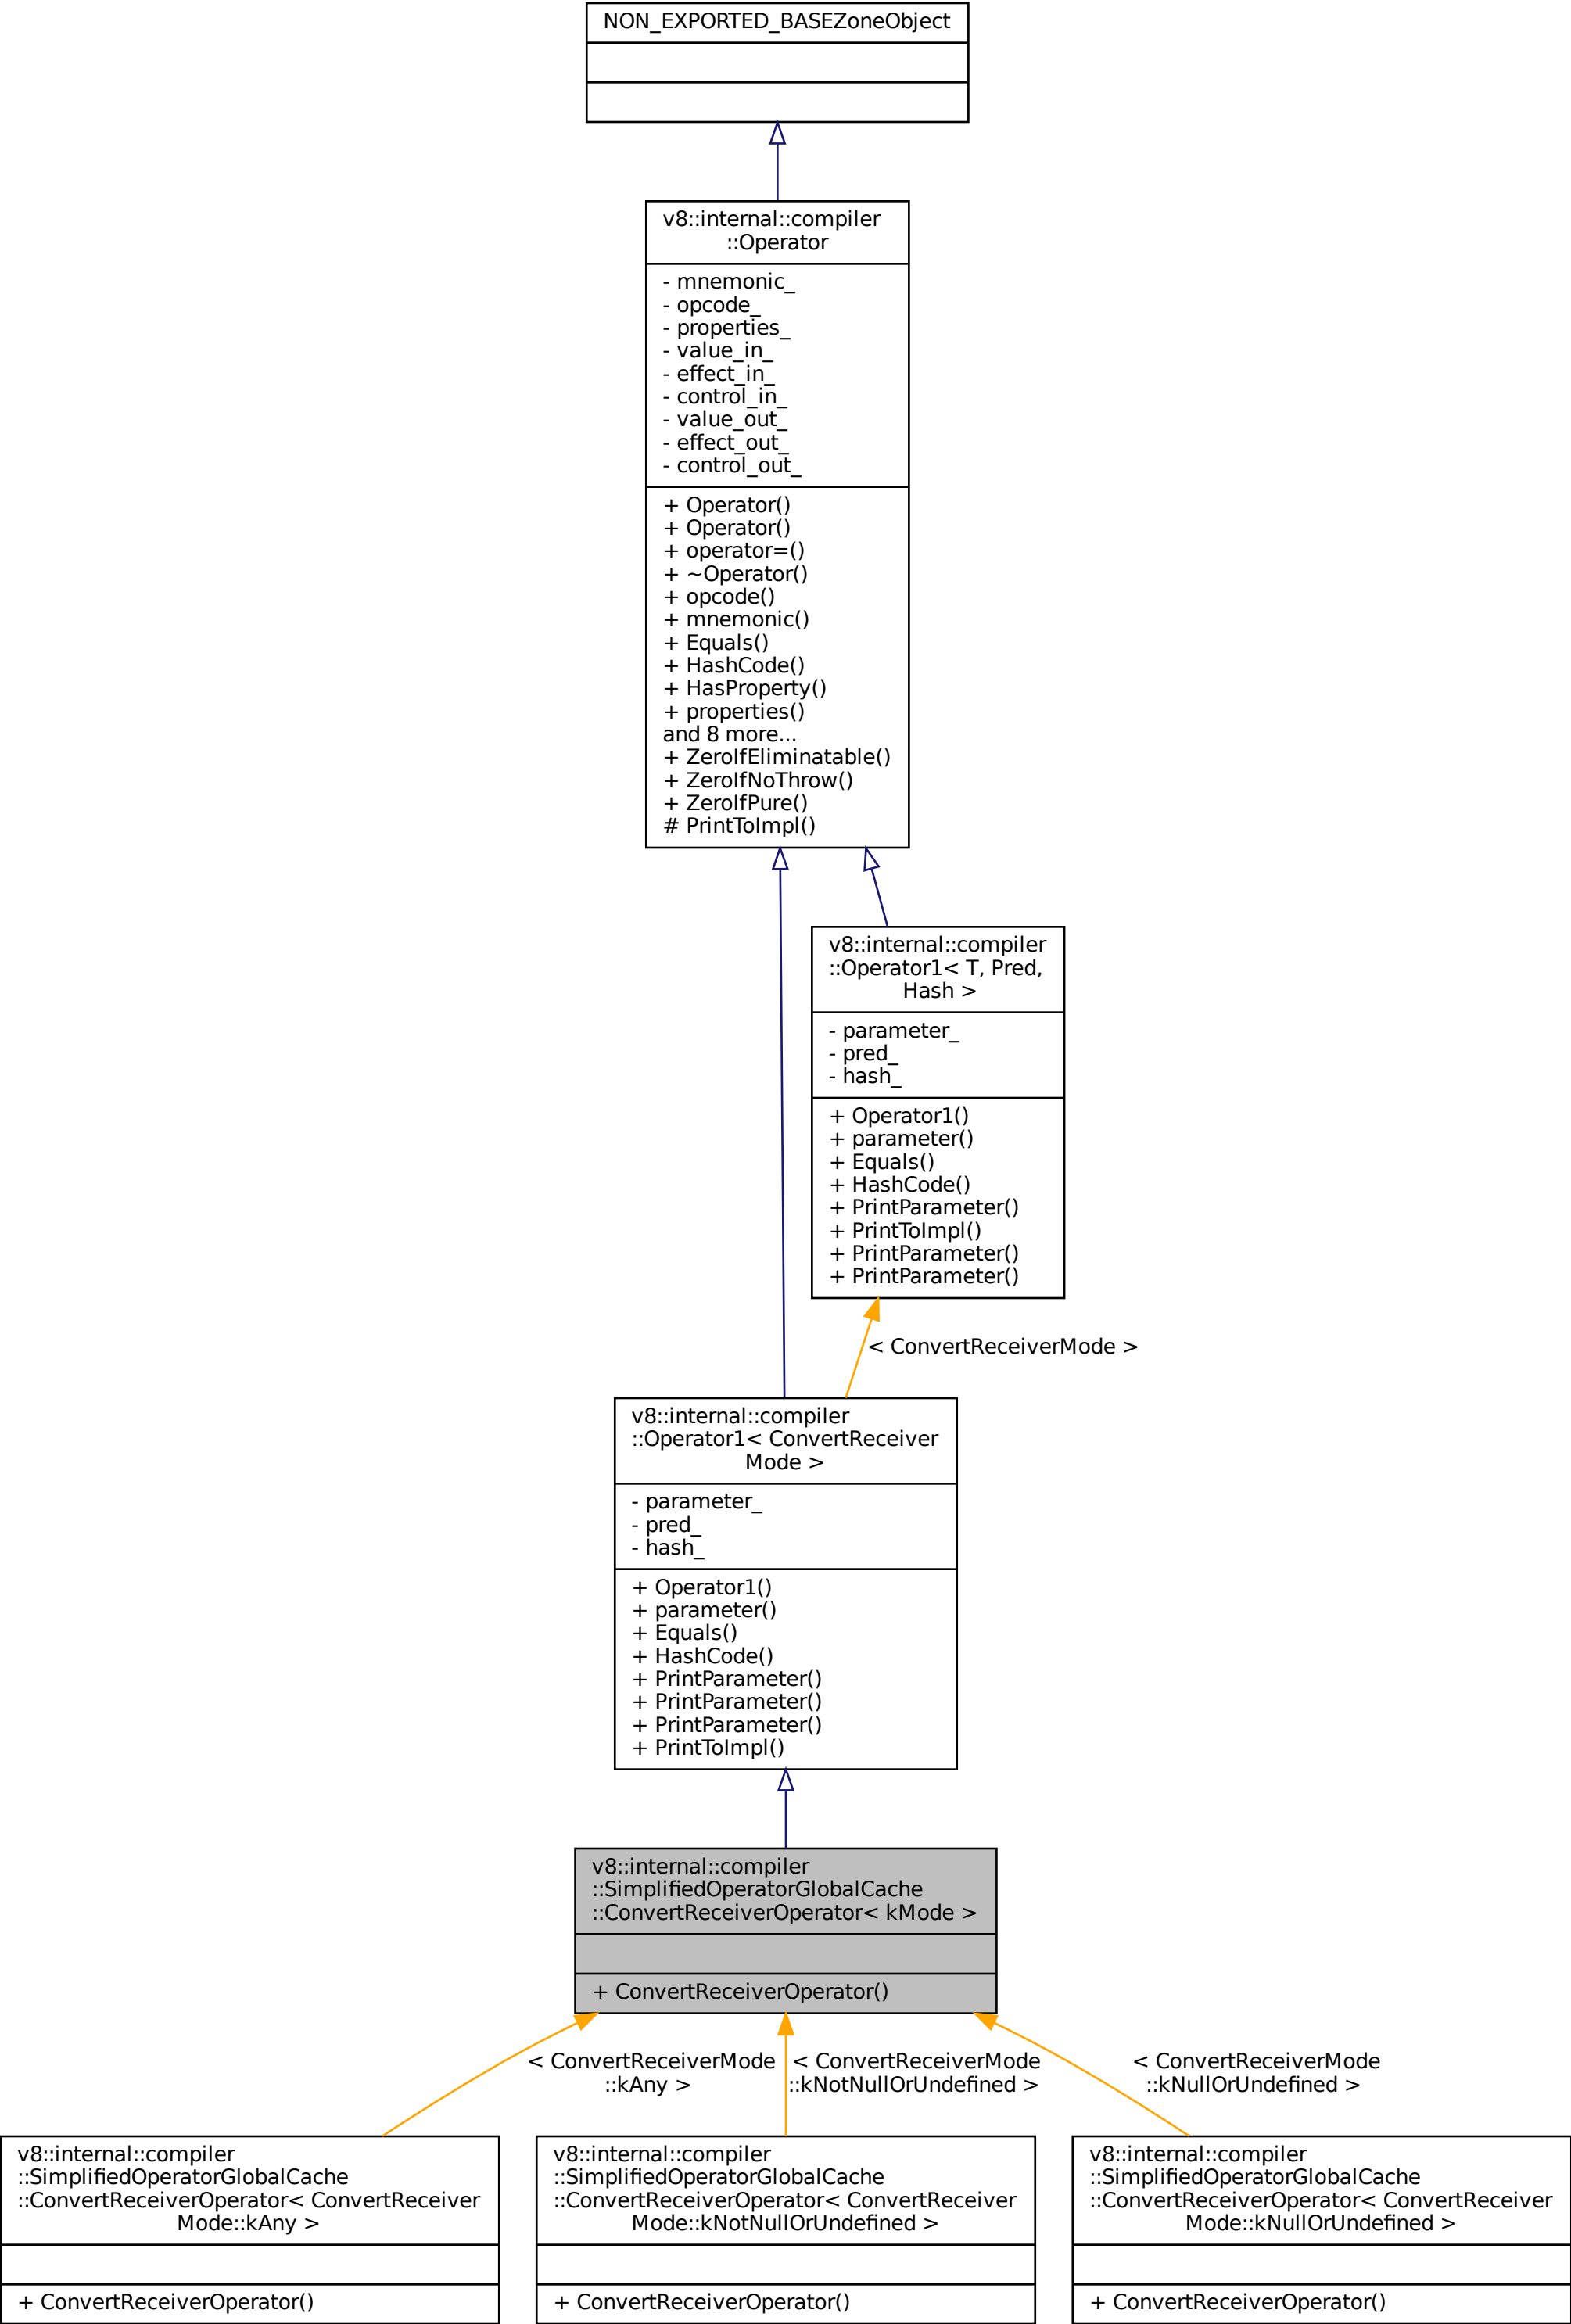 NON_EXPORTED_BASEZoneObject
v8::internal::compiler
::Operator
- mnemonic_
- opcode_
- properties_
- value_in_
- effect_in_
- control_in_
- value_out_
- effect_out_
- control_out_
+ Operator()
+ Operator()
+ operator=()
+ ~Operator()
+ opcode()
+ mnemonic()
+ Equals()
+ HashCode()
+ HasProperty()
+ properties()
and 8 more...
+ ZeroIfEliminatable()
+ ZeroIfNoThrow()
+ ZeroIfPure()
# PrintToImpl()
v8::internal::compiler
::Operator1< T, Pred,
Hash >
- parameter_
- pred_
- hash_
+ Operator1()
+ parameter()
+ Equals()
+ HashCode()
+ PrintParameter()
+ PrintToImpl()
+ PrintParameter()
+ PrintParameter()
< ConvertReceiverMode >
v8::internal::compiler
::Operator1< ConvertReceiver
Mode >
- parameter_
- pred_
- hash_
+ Operator1()
+ parameter()
+ Equals()
+ HashCode()
+ PrintParameter()
+ PrintParameter()
+ PrintParameter()
+ PrintToImpl()
v8::internal::compiler
::SimplifiedOperatorGlobalCache
::ConvertReceiverOperator< kMode >
+ ConvertReceiverOperator()
< ConvertReceiverMode
::kAny >
< ConvertReceiverMode
::kNotNullOrUndefined >
< ConvertReceiverMode
::kNullOrUndefined >
v8::internal::compiler
::SimplifiedOperatorGlobalCache
::ConvertReceiverOperator< ConvertReceiver
Mode::kAny >
+ ConvertReceiverOperator()
v8::internal::compiler
::SimplifiedOperatorGlobalCache
::ConvertReceiverOperator< ConvertReceiver
Mode::kNotNullOrUndefined >
+ ConvertReceiverOperator()
v8::internal::compiler
::SimplifiedOperatorGlobalCache
::ConvertReceiverOperator< ConvertReceiver
Mode::kNullOrUndefined >
+ ConvertReceiverOperator()